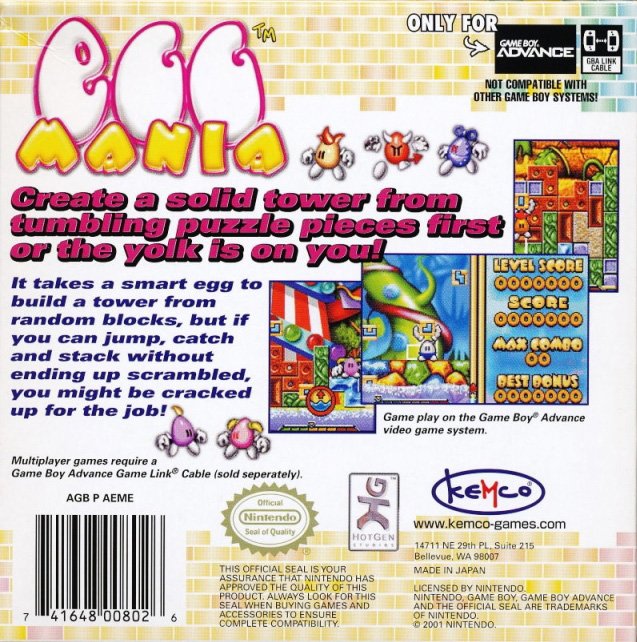 egg TM
MANIA
ONLY FOR
GAME BOY ADVANCE
GBA LINK
CABLE
NOT COMPATIBLE WITH
OTHER GAME BOY SYSTEMS!
Create a solid tower from
tumbling puzzle pieces first
or the yolk is on you!
It takes a smart egg to
build a tower from
random blocks, but if
you can jump, catch
and stack without
ending up scrambled,
you might be cracked
up for the job!
LEVEL SCORE
0000000
SCORE
0000000
MAX COMBO
00
BEST BONUS
0000000
Game play on the Game Boy® Advance
video game system.
Multiplayer games require a
Game Boy Advance Game Link® Cable (sold seperately).
AGB P AEME
7 41648 00802 6
Official
Nintendo
Seal of Quality
THIS OFFICIAL SEAL IS YOUR
ASSURANCE THAT NINTENDO HAS
APPROVED THE QUALITY OF THIS
PRODUCT. ALWAYS LOOK FOR THIS
SEAL WHEN BUYING GAMES AND
ACCESSORIES TO ENSURE
COMPLETE COMPATIBILITY.
HG TM
HOTGEN
STUDIOS
KEMCO®
www.kemco-games.com
14711 NE 29th PL, Suite 215
Bellevue, WA 98007
MADE IN JAPAN
LICENSED BY NINTENDO.
NINTENDO, GAME BOY, GAME BOY ADVANCE
AND THE OFFICIAL SEAL ARE TRADEMARKS
OF NINTENDO.
© 2001 NINTENDO.